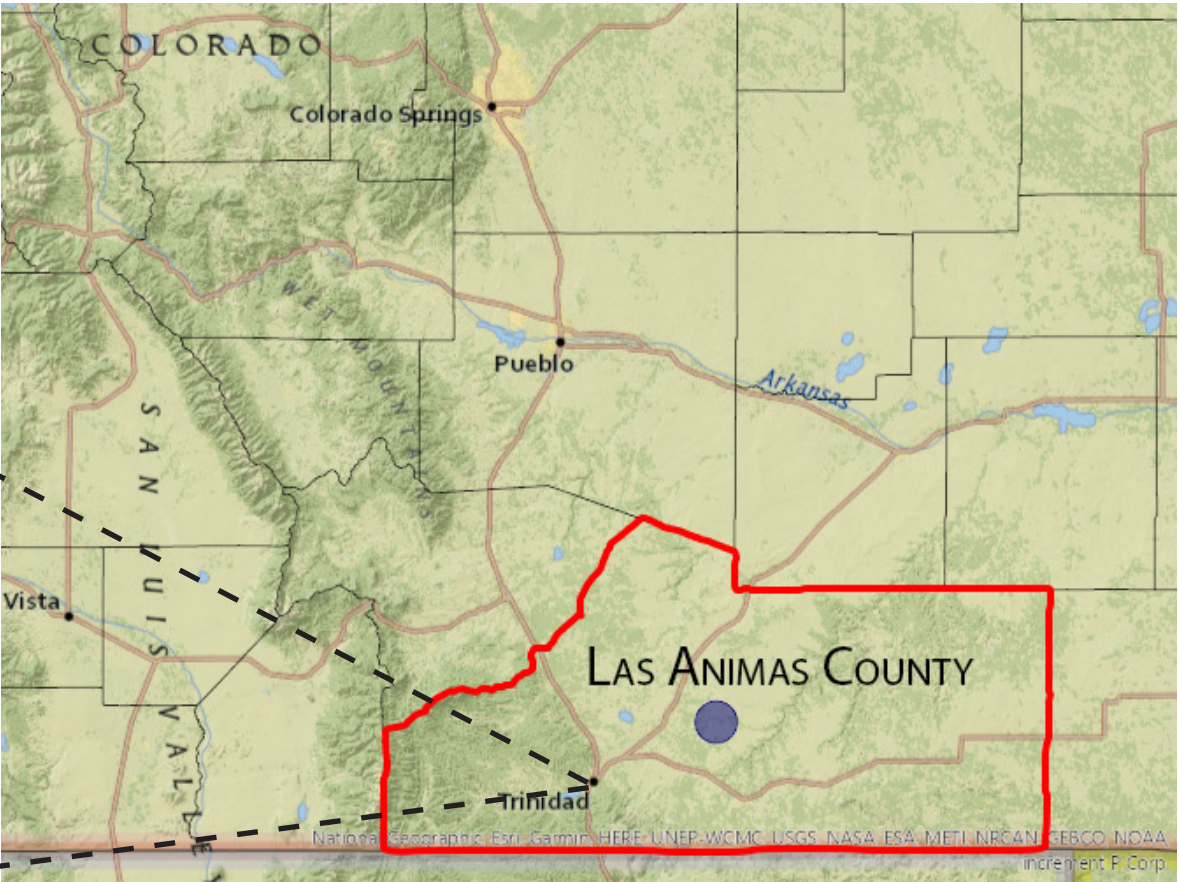 COLORADO
Colorado Springs
WET MOUNTAINS
Pueblo
Arkansas
SAN LUIS VALLEY
Vista
LAS ANIMAS COUNTY
Trinidad
National Geographic, Esri, Garmin, HERE, UNEP-WCMC, USGS, NASA, ESA, METI, NRCAN, GEBCO, NOAA,
increment P Corp.